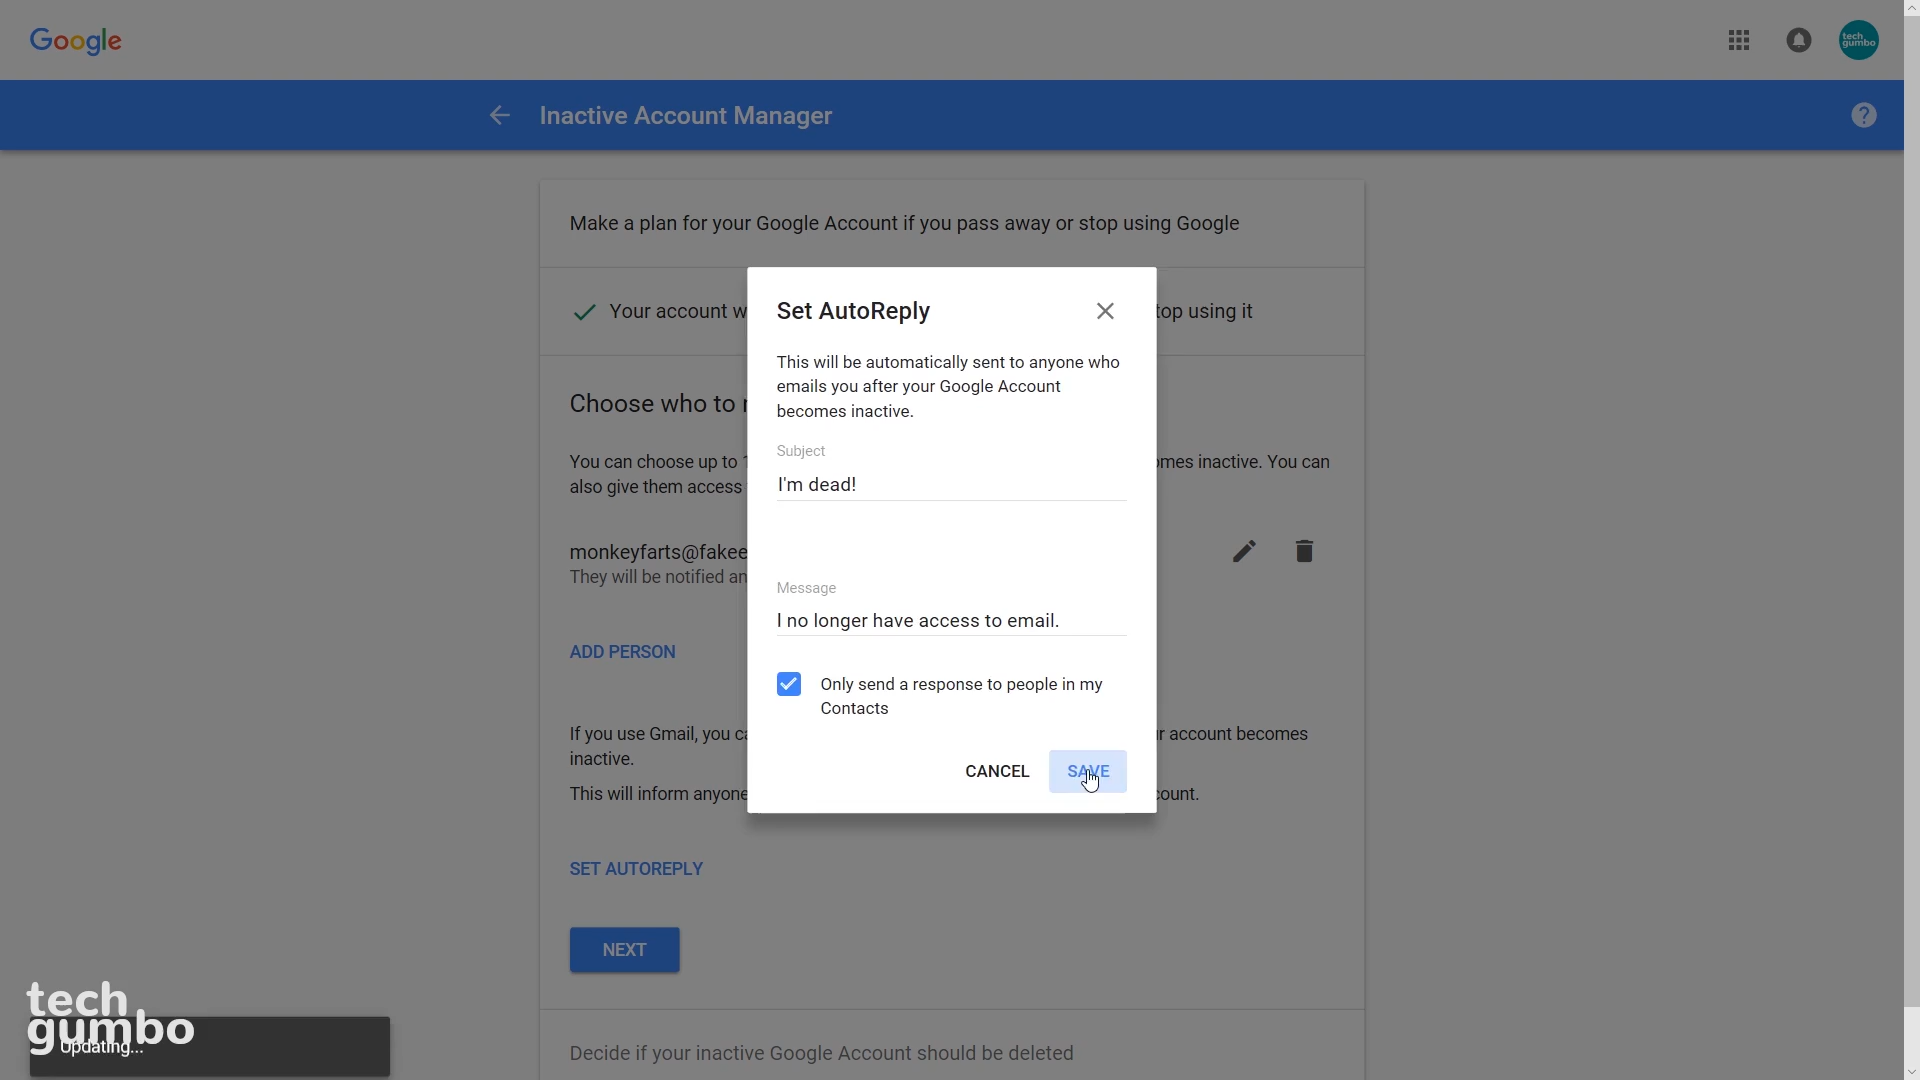 Google
tech
gumbo
Inactive Account Manager
Make a plan for your Google Account if you pass away or stop using Google
Your account w
top using it
Set AutoReply
This will be automatically sent to anyone who
emails you after your Google Account
becomes inactive.
Choose who to
You can choose up to
omes inactive. You can
also give them access
Subject
I'm dead!
monkeyfarts@fakee
They will be notified an
Message
I no longer have access to email.
ADD PERSON
Only send a response to people in my
Contacts
If you use Gmail, you ca
r account becomes
inactive.
This will inform anyone
count.
CANCEL SAVE
SET AUTOREPLY
NEXT
Decide if your inactive Google Account should be deleted
tech
gumbo
Updating...